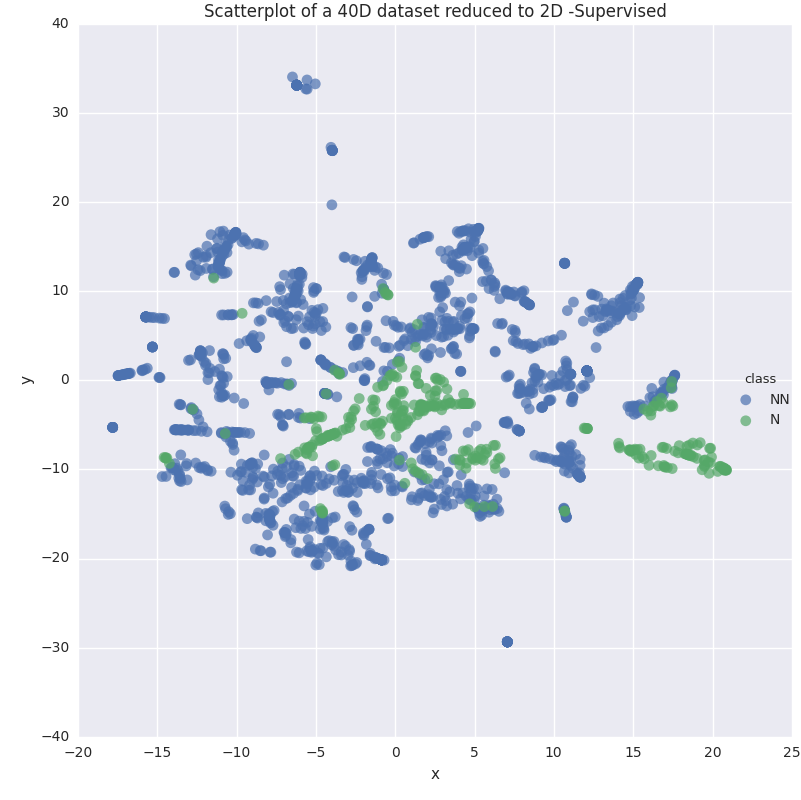 Scatterplot of a 40D dataset reduced to 2D -Supervised
40
30
20
10
0
−10
−20
−30
−40
y
−20 −15 −10 −5 0 5 10 15 20 25
x
class
NN
N